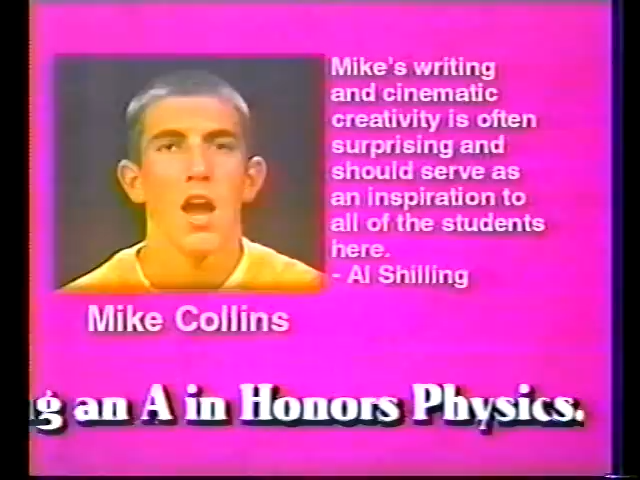 Mike's writing
and cinematic
creativity is often
surprising and
should serve as
an inspiration to
all of the students
here.
- Al Shilling
Mike Collins
g an A in Honors Physics.